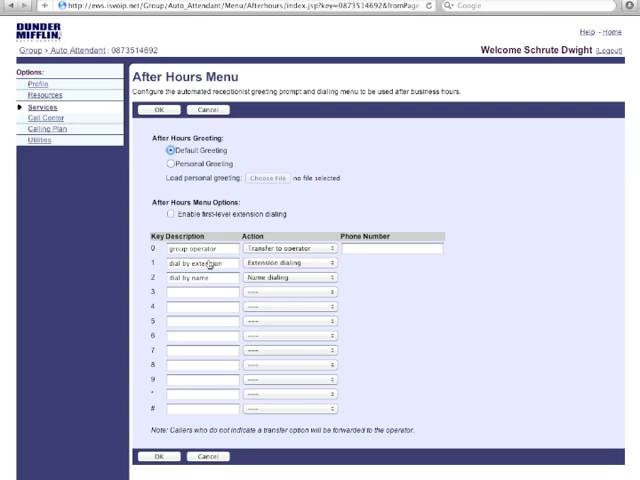 http://ews.isvoip.net/Group/Auto_Attendant/Menu/Afterhours/index.jsp?key=0873514692&fromPage
Google
DUNDER
MIFFLIN,
Help - Home
Group > Auto Attendant : 0873514692
Welcome Schrute Dwight [Logout]
Options:
Profile
Resources
Services
Call Center
Calling Plan
Utilities
After Hours Menu
Configure the automated receptionist greeting prompt and dialing menu to be used after business hours.
OK Cancel
After Hours Greeting:
Default Greeting
Personal Greeting
Load personal greeting: Choose File no file selected
After Hours Menu Options:
Enable first-level extension dialing
Key Description Action Phone Number
0 group operator Transfer to operator
1 dial by extension Extension dialing
2 dial by name Name dialing
3 ---
4 ---
5 ---
6 ---
7 ---
8 ---
9 ---
* ---
# ---
Note: Callers who do not indicate a transfer option will be forwarded to the operator.
OK Cancel